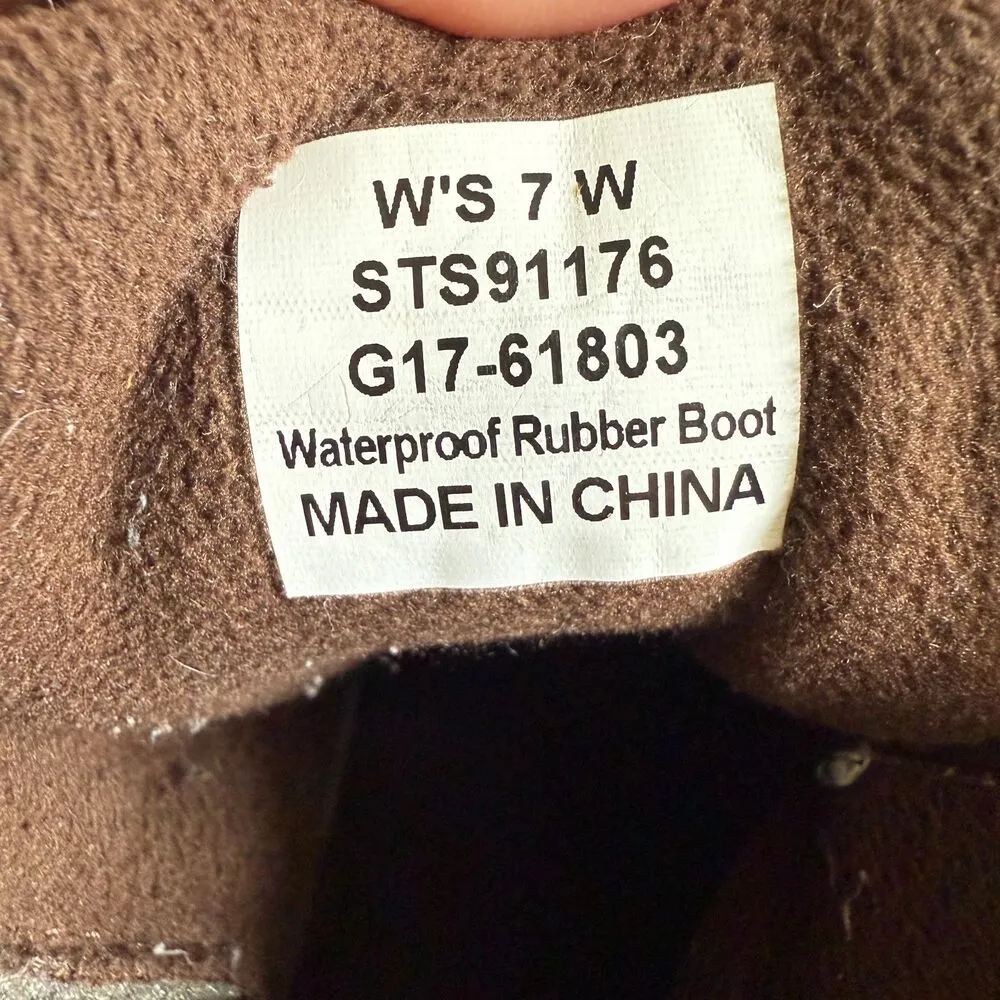 W'S 7 W
STS91176
G17-61803
Waterproof Rubber Boot
MADE IN CHINA